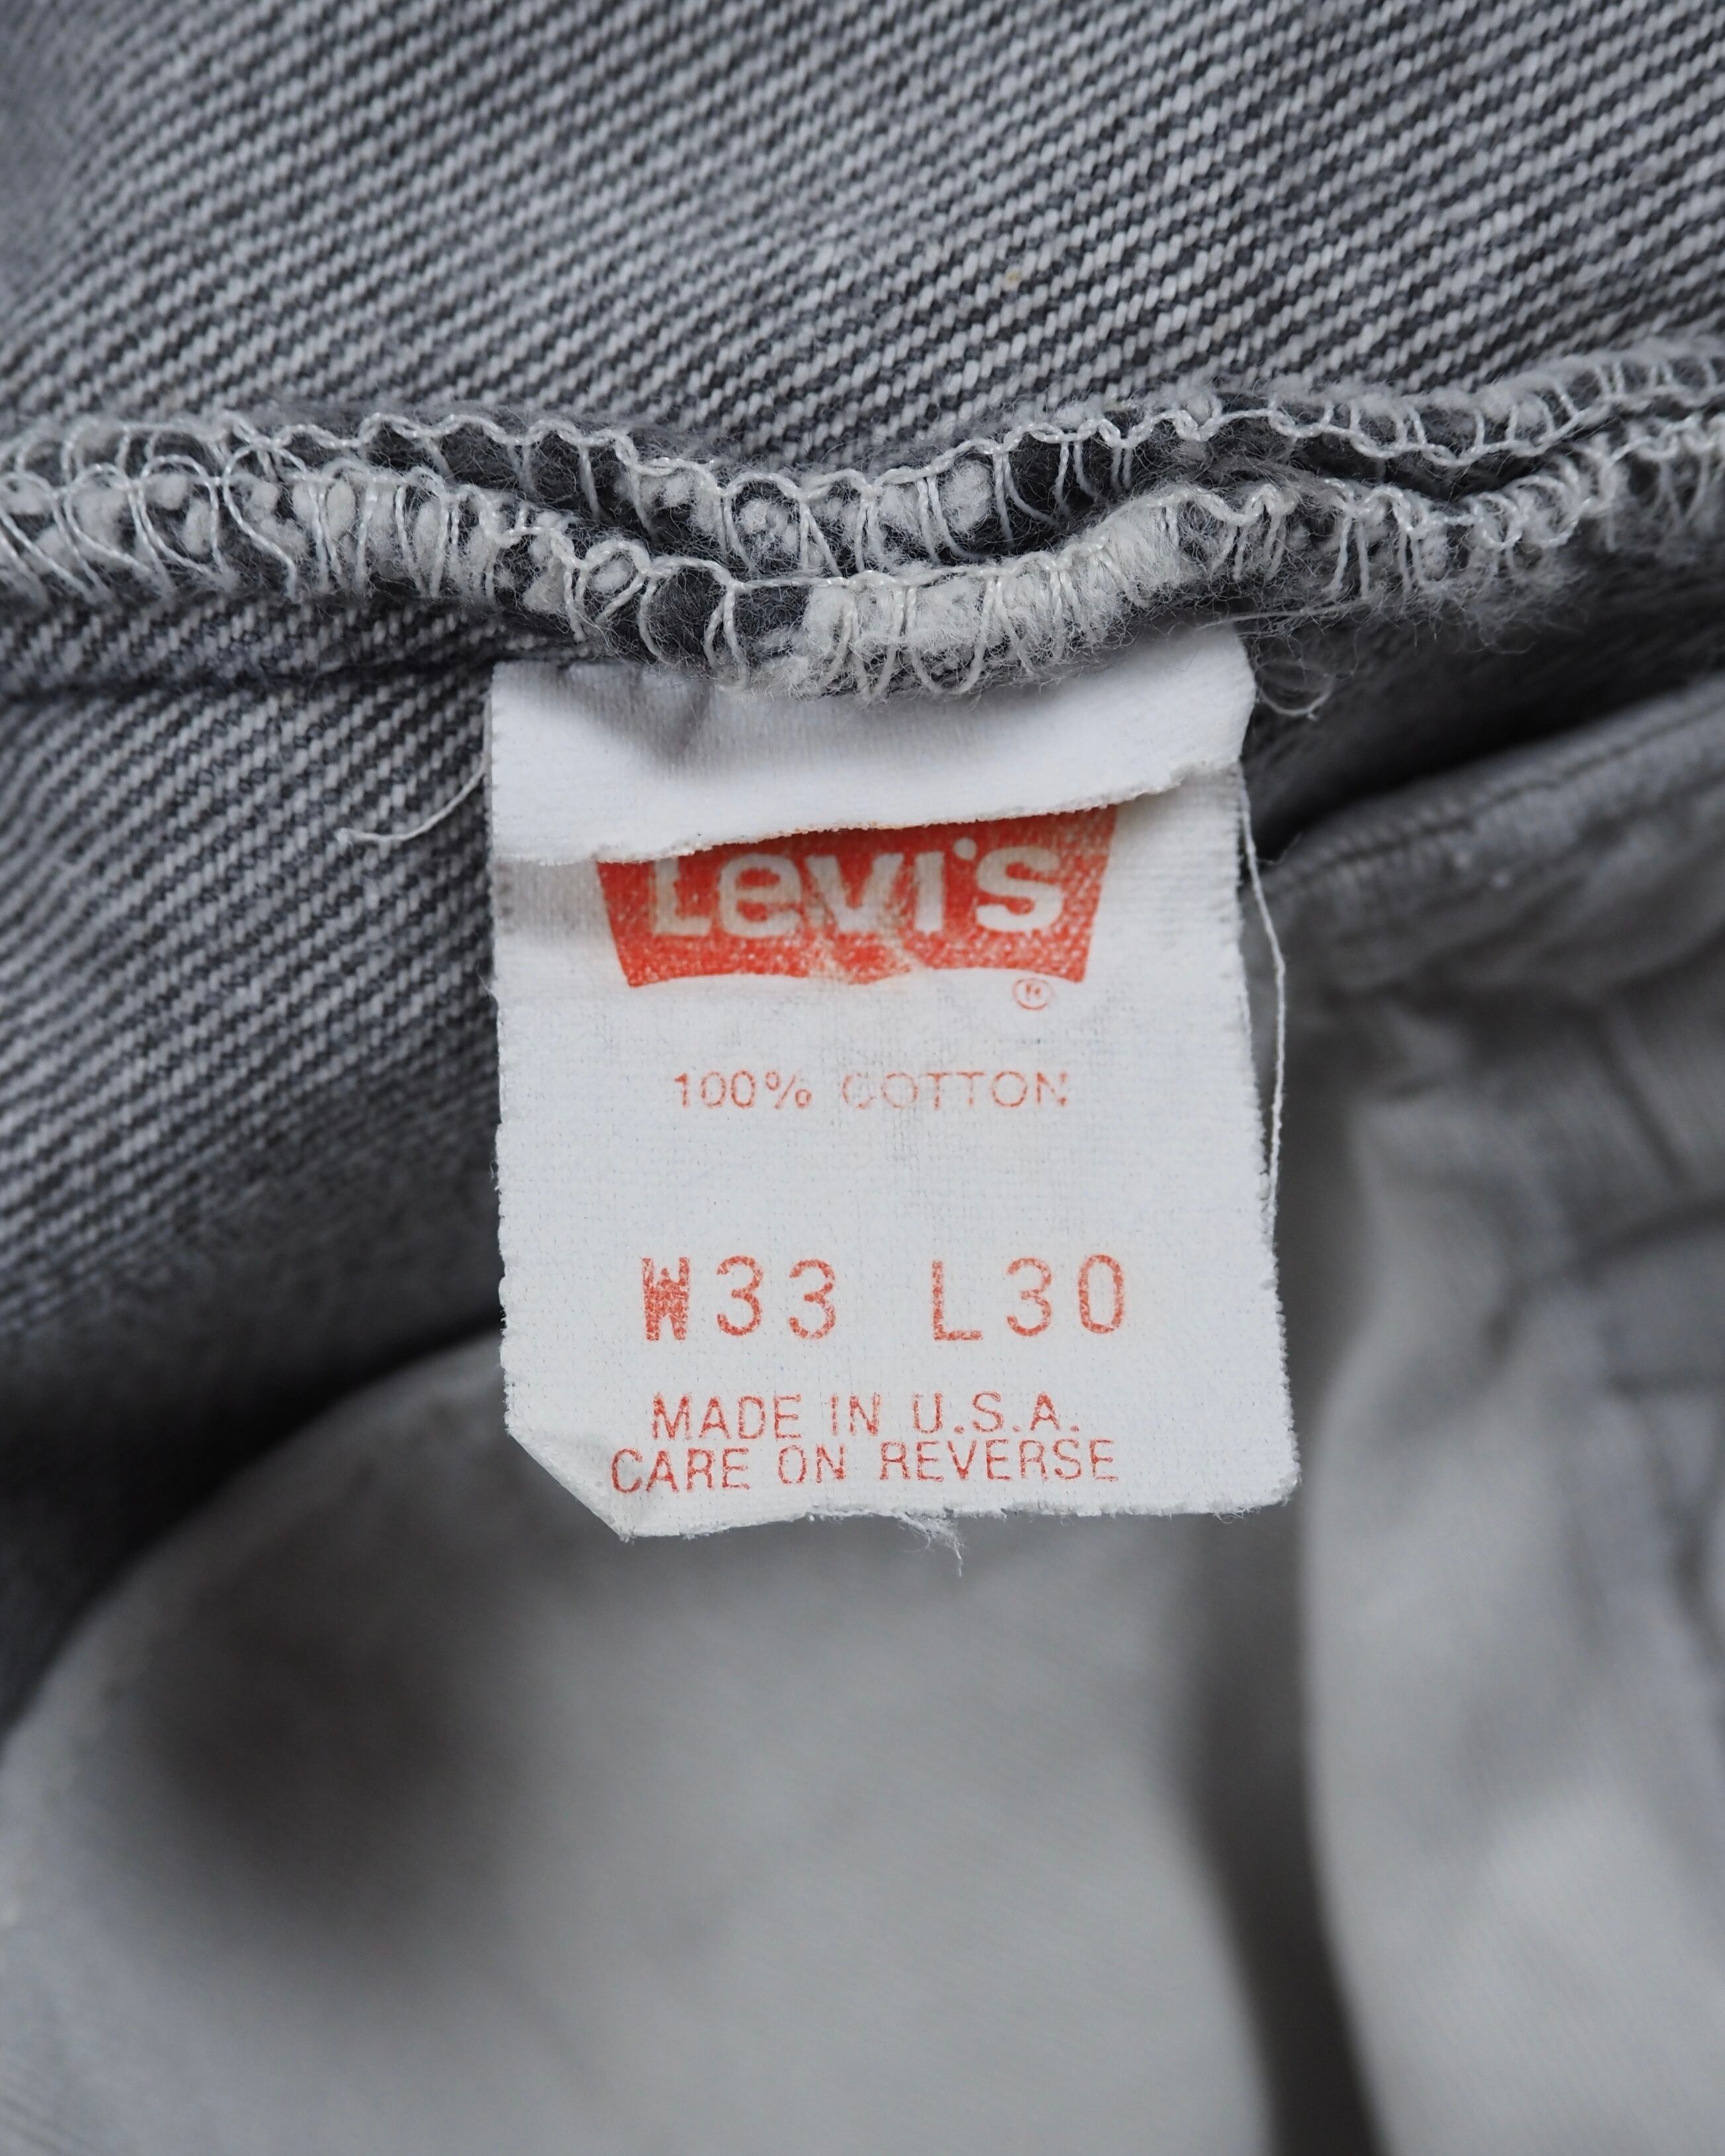 Levi's
®
100% COTTON
W33 L30
MADE IN U.S.A.
CARE ON REVERSE